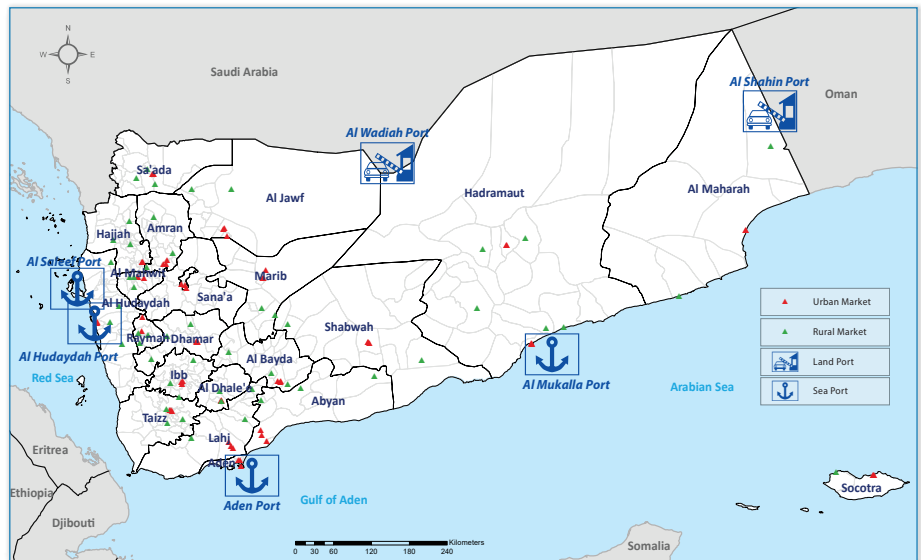 N
W
E
S
Saudi Arabia
Oman
Al Shahin Port
Al Wadiah Port
Sa'ada
Al Jawf
Hadramaut
Al Maharah
Hajjah
Amran
Al Saleef Port
Al Mahwit
Marib
Sana'a
Al Hudaydah
Shabwah
Raymah
Dhamar
Al Hudaydah Port
Al Bayda
Ibb
Al Dhale'e
Abyan
Al Mukalla Port
Red Sea
Arabian Sea
Taizz
Lahj
Aden
Aden Port
Gulf of Aden
Eritrea
Ethiopia
Djibouti
Somalia
Socotra
Urban Market
Rural Market
Land Port
Sea Port
Kilometers
0 30 60 120 180 240